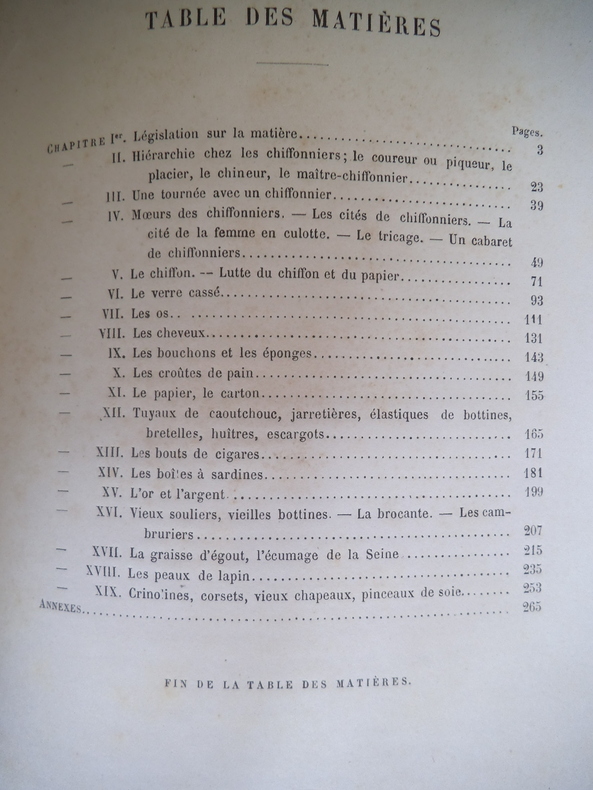 TABLE DES MATIÈRES
Pages.
CHAPITRE Ier. Législation sur la matière.................................... 3
— II. Hiérarchie chez les chiffonniers; le coureur ou piqueur, le
placier, le chineur, le maître-chiffonnier................ 23
— III. Une tournée avec un chiffonnier............................ 39
— IV. Mœurs des chiffonniers. — Les cités de chiffonniers. — La
cité de la femme en culotte. — Le tricage. — Un cabaret
de chiffonniers............................................ 49
— V. Le chiffon. — Lutte du chiffon et du papier................. 71
— VI. Le verre cassé............................................. 93
— VII. Les os.. ................................................. 111
— VIII. Les cheveux.............................................. 131
— IX. Les bouchons et les éponges................................ 143
— X. Les croûtes de pain......................................... 149
— XI. Le papier, le carton....................................... 155
— XII. Tuyaux de caoutchouc, jarretières, élastiques de bottines,
bretelles, huîtres, escargots.............................. 165
— XIII. Les bouts de cigares..................................... 171
— XIV. Les boîtes à sardines..................................... 181
— XV. L'or et l'argent........................................... 199
— XVI. Vieux souliers, vieilles bottines. — La brocante. — Les cam-
bruriers................................................... 207
— XVII. La graisse d'égout, l'écumage de la Seine................ 215
— XVIII. Les peaux de lapin...................................... 235
— XIX. Crinolines, corsets, vieux chapeaux, pinceaux de soie........ 253
ANNEXES........................................................ 265
FIN DE LA TABLE DES MATIÈRES.